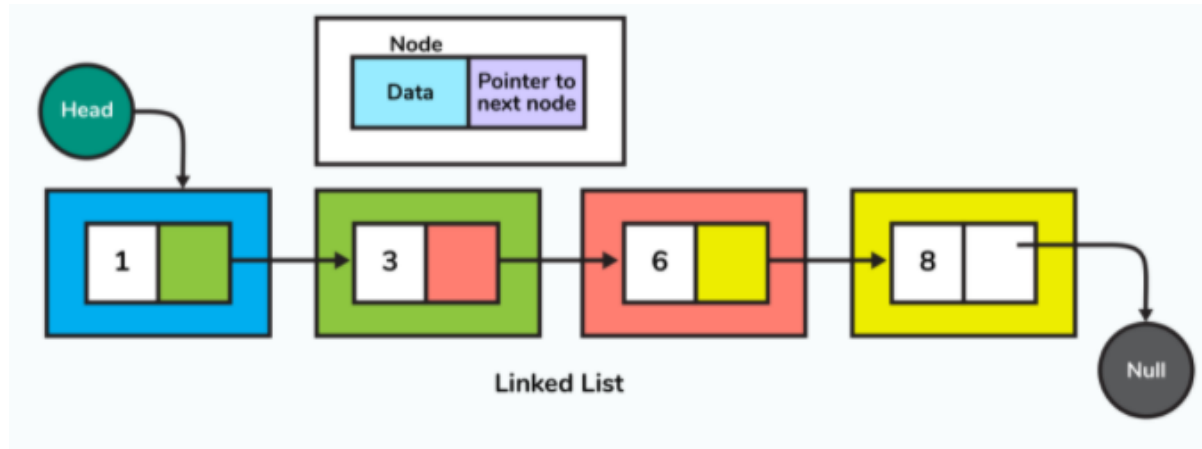 Node
Data
Pointer to
next node
Head
1
3
6
8
Null
Linked List